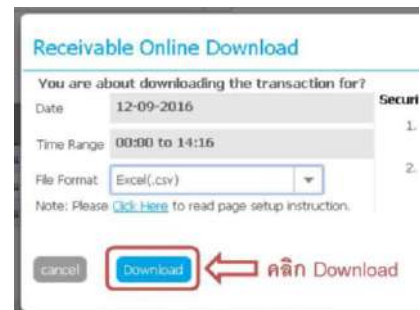 Receivable Online Download
You are about downloading the transaction for?
Date 12-09-2016
Securi
1.
Time Range 00:00 to 14:16
2.
File Format Excel(.csv)
Note: Please Click Here to read page setup instruction.
cancel Download คลิก Download